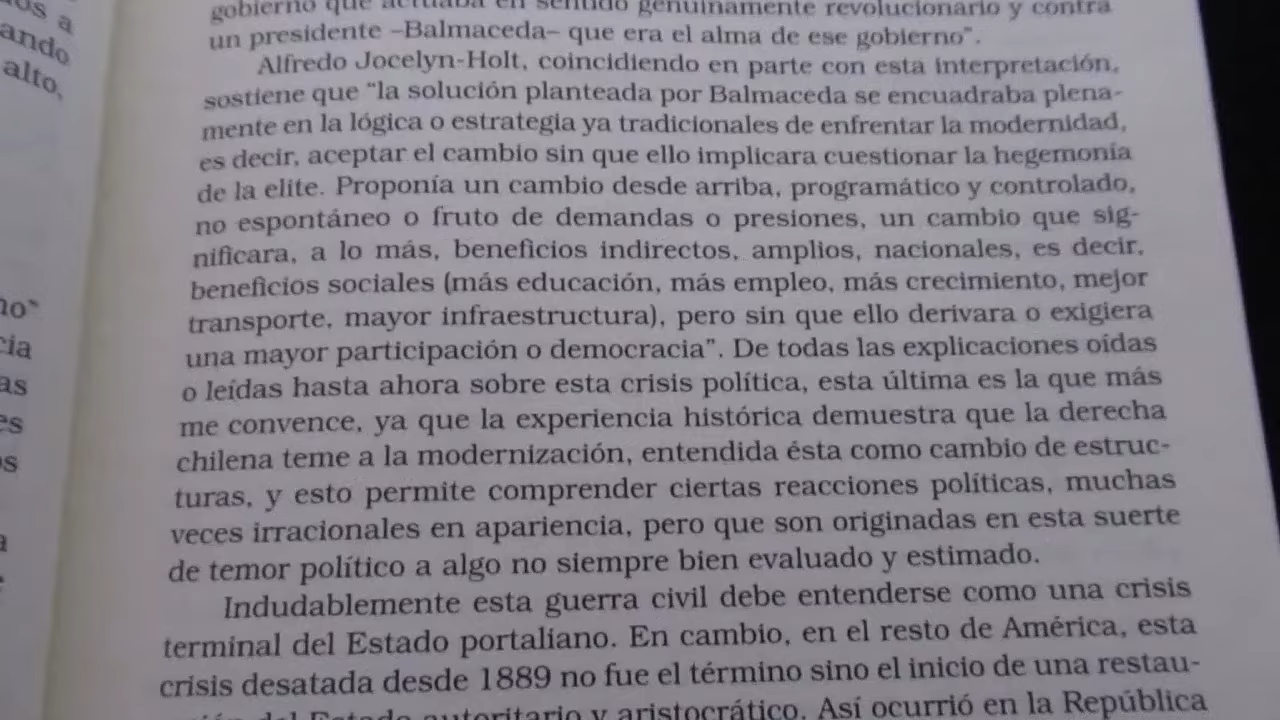 os a
ando
alto,
no"
cia
as
es
os
a
gobierno que actuaba en sentido genuinamente revolucionario y contra
un presidente –Balmaceda– que era el alma de ese gobierno".
Alfredo Jocelyn-Holt, coincidiendo en parte con esta interpretación,
sostiene que "la solución planteada por Balmaceda se encuadraba plena-
mente en la lógica o estrategia ya tradicionales de enfrentar la modernidad,
es decir, aceptar el cambio sin que ello implicara cuestionar la hegemonía
de la elite. Proponía un cambio desde arriba, programático y controlado,
no espontáneo o fruto de demandas o presiones, un cambio que sig-
nificara, a lo más, beneficios indirectos, amplios, nacionales, es decir,
beneficios sociales (más educación, más empleo, más crecimiento, mejor
transporte, mayor infraestructura), pero sin que ello derivara o exigiera
una mayor participación o democracia". De todas las explicaciones oídas
o leídas hasta ahora sobre esta crisis política, esta última es la que más
me convence, ya que la experiencia histórica demuestra que la derecha
chilena teme a la modernización, entendida ésta como cambio de estruc-
turas, y esto permite comprender ciertas reacciones políticas, muchas
veces irracionales en apariencia, pero que son originadas en esta suerte
de temor político a algo no siempre bien evaluado y estimado.
Indudablemente esta guerra civil debe entenderse como una crisis
terminal del Estado portaliano. En cambio, en el resto de América, esta
crisis desatada desde 1889 no fue el término sino el inicio de una restau-
ción del Estado autoritario y aristocrático. Así ocurrió en la República